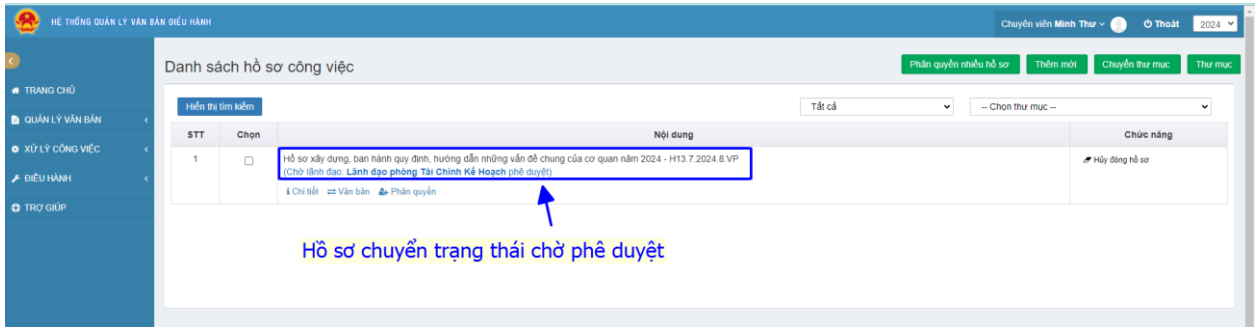 HỆ THỐNG QUẢN LÝ VĂN BẢN ĐIỀU HÀNH
Chuyên viên Minh Thư
Thoát
2024
TRANG CHỦ
QUẢN LÝ VĂN BẢN
XỬ LÝ CÔNG VIỆC
ĐIỀU HÀNH
TRỢ GIÚP
Danh sách hồ sơ công việc
Phân quyền nhiều hồ sơ
Thêm mới
Chuyển thư mục
Thư mục
Hiển thị tìm kiếm
Tất cả
-- Chọn thư mục --
STT
Chọn
Nội dung
Chức năng
1
Hồ sơ xây dựng, ban hành quy định, hướng dẫn những vấn đề chung của cơ quan năm 2024 - H13.7.2024.8.VP
(Chờ lãnh đạo: Lãnh đạo phòng Tài Chính Kế Hoạch phê duyệt)
Chi tiết Văn bản Phân quyền
Hủy đóng hồ sơ
Hồ sơ chuyển trạng thái chờ phê duyệt